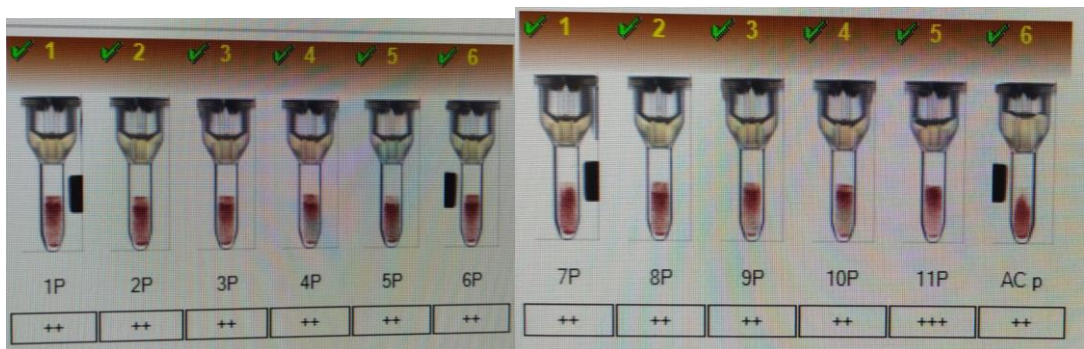 1 2 3 4 5 6
1P 2P 3P 4P 5P 6P
++ ++ ++ ++ ++ ++
1 2 3 4 5 6
7P 8P 9P 10P 11P AC p
++ ++ ++ ++ +++ ++